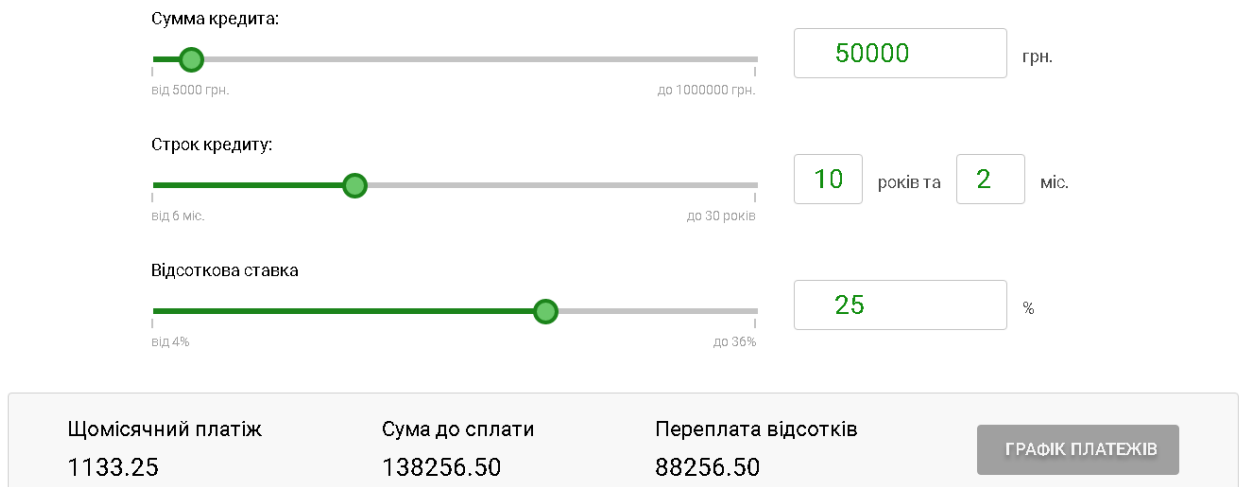 Сумма кредита:
50000 грн.
від 5000 грн. до 1000000 грн.
Строк кредиту:
10 років та 2 міс.
від 6 міс. до 30 років
Відсоткова ставка
25 %
від 4% до 36%
Щомісячний платіж Сума до сплати Переплата відсотків
ГРАФІК ПЛАТЕЖІВ
1133.25 138256.50 88256.50